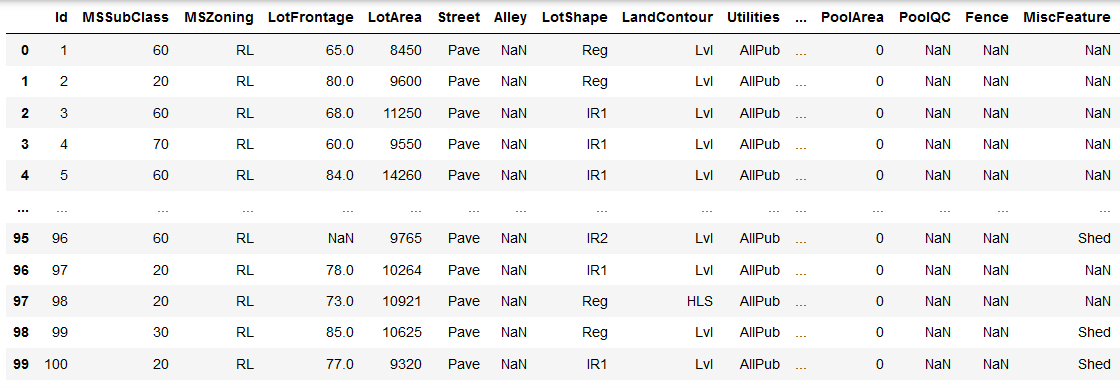 Id MSSubClass MSZoning LotFrontage LotArea Street Alley LotShape LandContour Utilities ... PoolArea PoolQC Fence MiscFeature
0 1 60 RL 65.0 8450 Pave NaN Reg Lvl AllPub ... 0 NaN NaN NaN
1 2 20 RL 80.0 9600 Pave NaN Reg Lvl AllPub ... 0 NaN NaN NaN
2 3 60 RL 68.0 11250 Pave NaN IR1 Lvl AllPub ... 0 NaN NaN NaN
3 4 70 RL 60.0 9550 Pave NaN IR1 Lvl AllPub ... 0 NaN NaN NaN
4 5 60 RL 84.0 14260 Pave NaN IR1 Lvl AllPub ... 0 NaN NaN NaN
... ... ... ... ... ... ... ... ... ... ... ... ... ... ... ...
95 96 60 RL NaN 9765 Pave NaN IR2 Lvl AllPub ... 0 NaN NaN Shed
96 97 20 RL 78.0 10264 Pave NaN IR1 Lvl AllPub ... 0 NaN NaN NaN
97 98 20 RL 73.0 10921 Pave NaN Reg HLS AllPub ... 0 NaN NaN NaN
98 99 30 RL 85.0 10625 Pave NaN Reg Lvl AllPub ... 0 NaN NaN Shed
99 100 20 RL 77.0 9320 Pave NaN IR1 Lvl AllPub ... 0 NaN NaN Shed